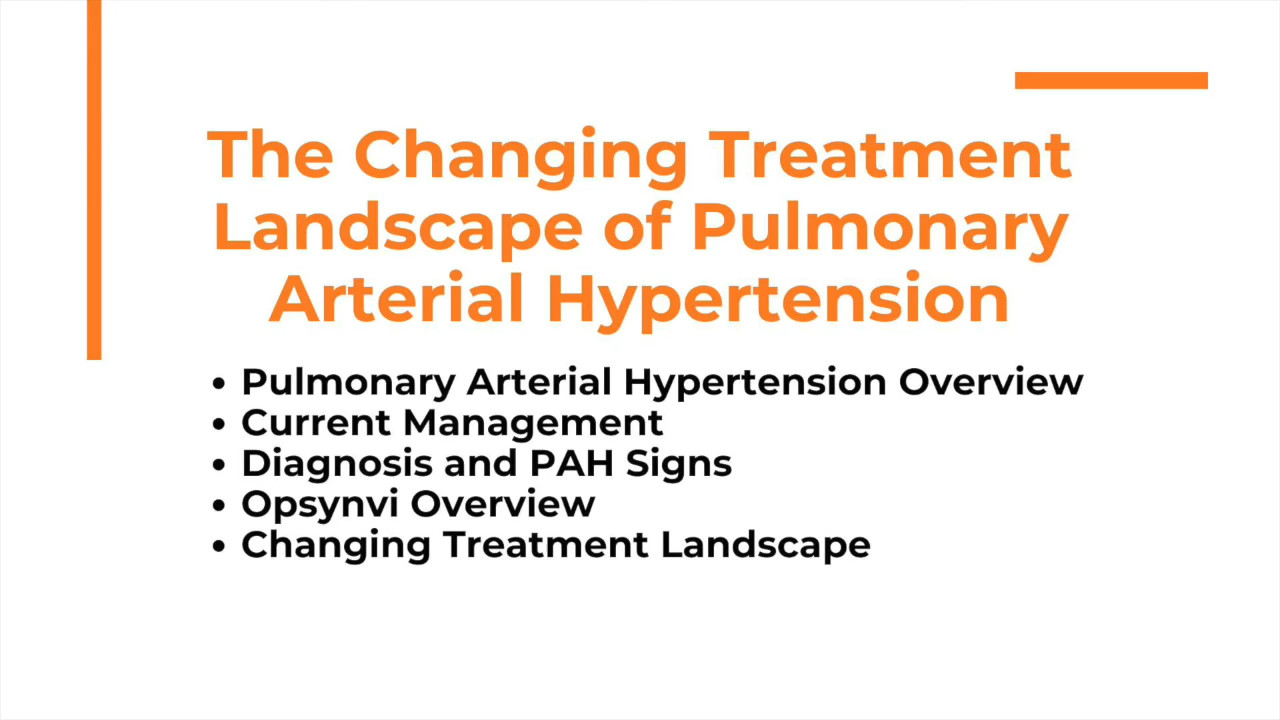 The Changing Treatment
Landscape of Pulmonary
Arterial Hypertension
• Pulmonary Arterial Hypertension Overview
• Current Management
• Diagnosis and PAH Signs
• Opsynvi Overview
• Changing Treatment Landscape